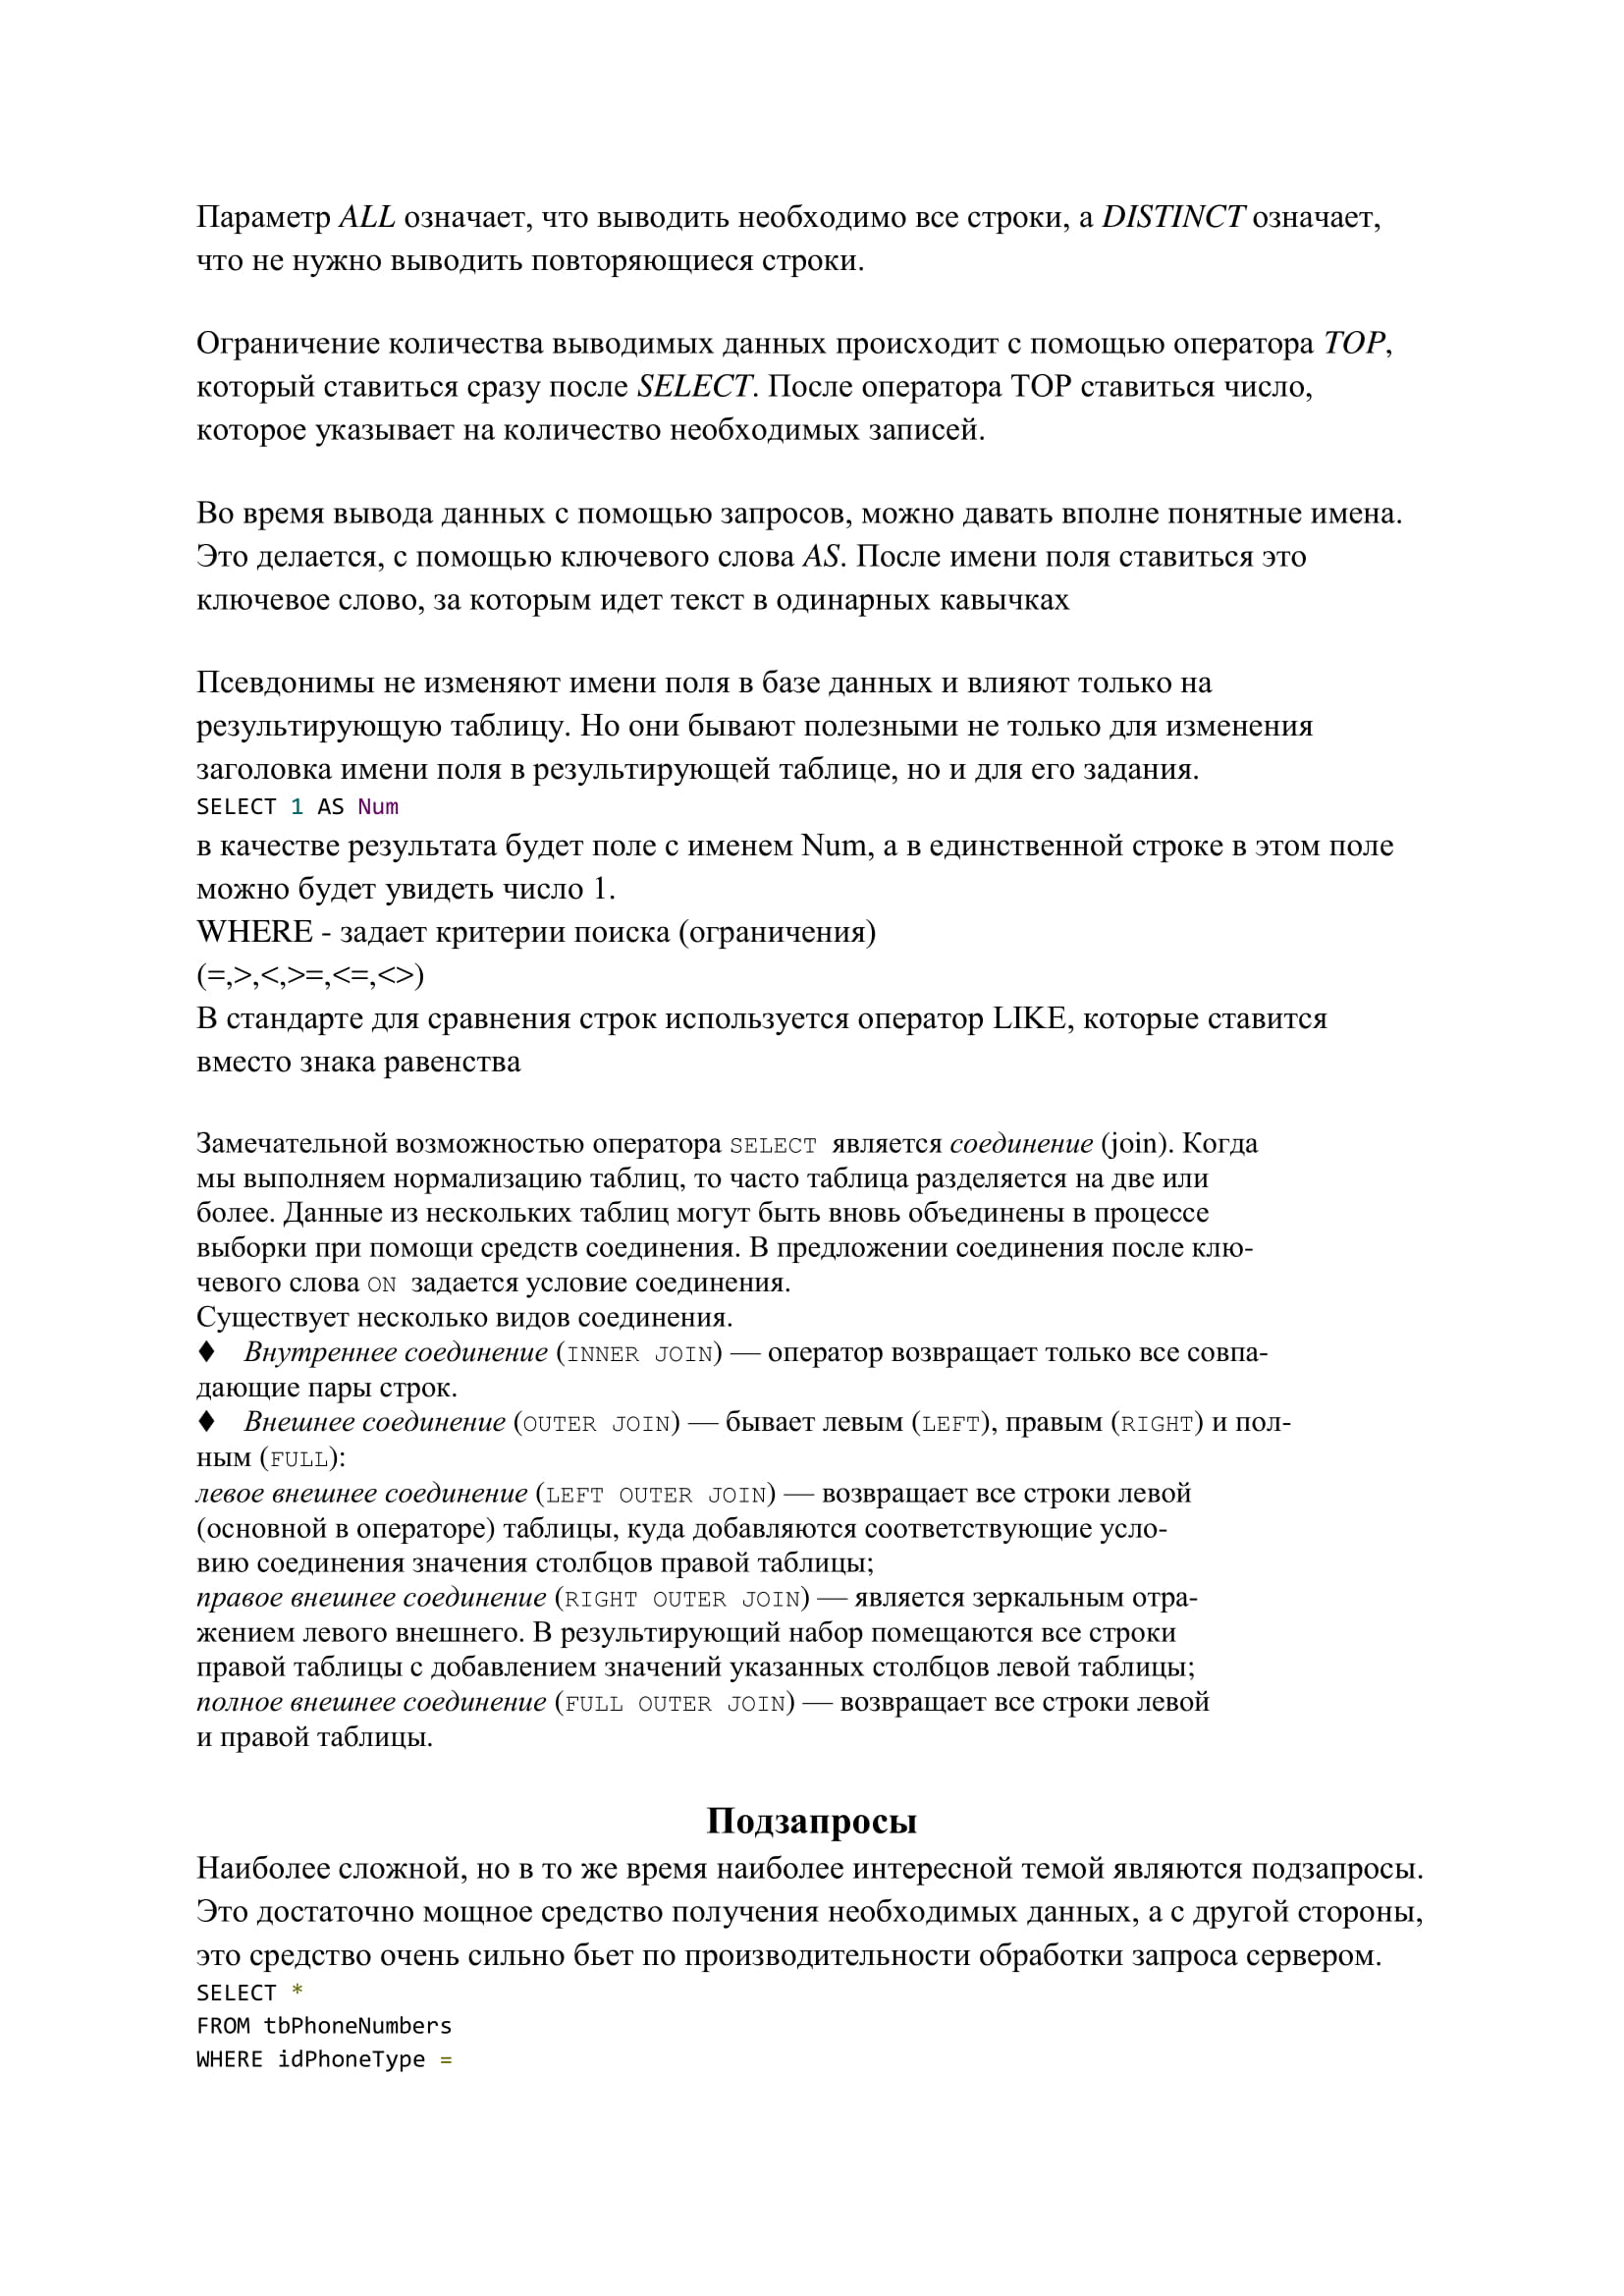 Параметр ALL означает, что выводить необходимо все строки, а DISTINCT означает,
что не нужно выводить повторяющиеся строки.
Ограничение количества выводимых данных происходит с помощью оператора TOP,
который ставиться сразу после SELECT. После оператора TOP ставиться число,
которое указывает на количество необходимых записей.
Во время вывода данных с помощью запросов, можно давать вполне понятные имена.
Это делается, с помощью ключевого слова AS. После имени поля ставиться это
ключевое слово, за которым идет текст в одинарных кавычках
Псевдонимы не изменяют имени поля в базе данных и влияют только на
результирующую таблицу. Но они бывают полезными не только для изменения
заголовка имени поля в результирующей таблице, но и для его задания.
SELECT 1 AS Num
в качестве результата будет поле с именем Num, а в единственной строке в этом поле
можно будет увидеть число 1.
WHERE - задает критерии поиска (ограничения)
(=,>,<,>=,<=,<>)
В стандарте для сравнения строк используется оператор LIKE, которые ставится
вместо знака равенства
Замечательной возможностью оператора SELECT является соединение (join). Когда
мы выполняем нормализацию таблиц, то часто таблица разделяется на две или
более. Данные из нескольких таблиц могут быть вновь объединены в процессе
выборки при помощи средств соединения. В предложении соединения после клю-
чевого слова ON задается условие соединения.
Существует несколько видов соединения.
♦ Внутреннее соединение (INNER JOIN) — оператор возвращает только все совпа-
дающие пары строк.
♦ Внешнее соединение (OUTER JOIN) — бывает левым (LEFT), правым (RIGHT) и пол-
ным (FULL):
левое внешнее соединение (LEFT OUTER JOIN) — возвращает все строки левой
(основной в операторе) таблицы, куда добавляются соответствующие усло-
вию соединения значения столбцов правой таблицы;
правое внешнее соединение (RIGHT OUTER JOIN) — является зеркальным отра-
жением левого внешнего. В результирующий набор помещаются все строки
правой таблицы с добавлением значений указанных столбцов левой таблицы;
полное внешнее соединение (FULL OUTER JOIN) — возвращает все строки левой
и правой таблицы.
Подзапросы
Наиболее сложной, но в то же время наиболее интересной темой являются подзапросы.
Это достаточно мощное средство получения необходимых данных, а с другой стороны,
это средство очень сильно бьет по производительности обработки запроса сервером.
SELECT *
FROM tbPhoneNumbers
WHERE idPhoneType =